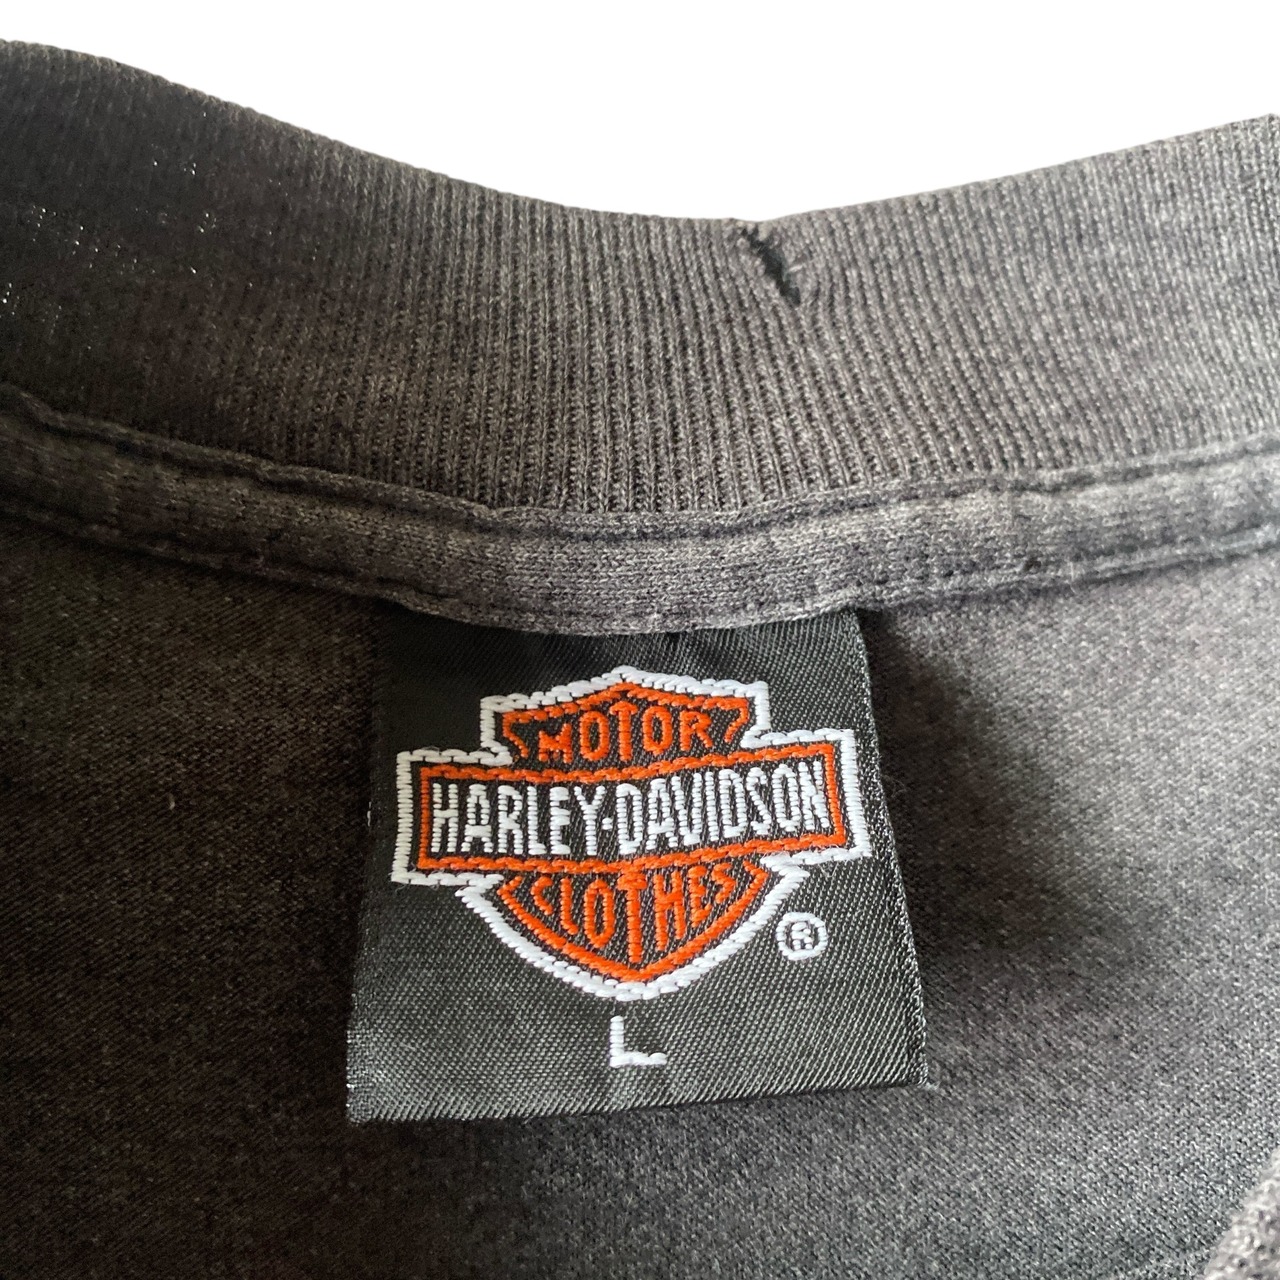 MOTOR
HARLEY-DAVIDSON
CLOTHES
®
L